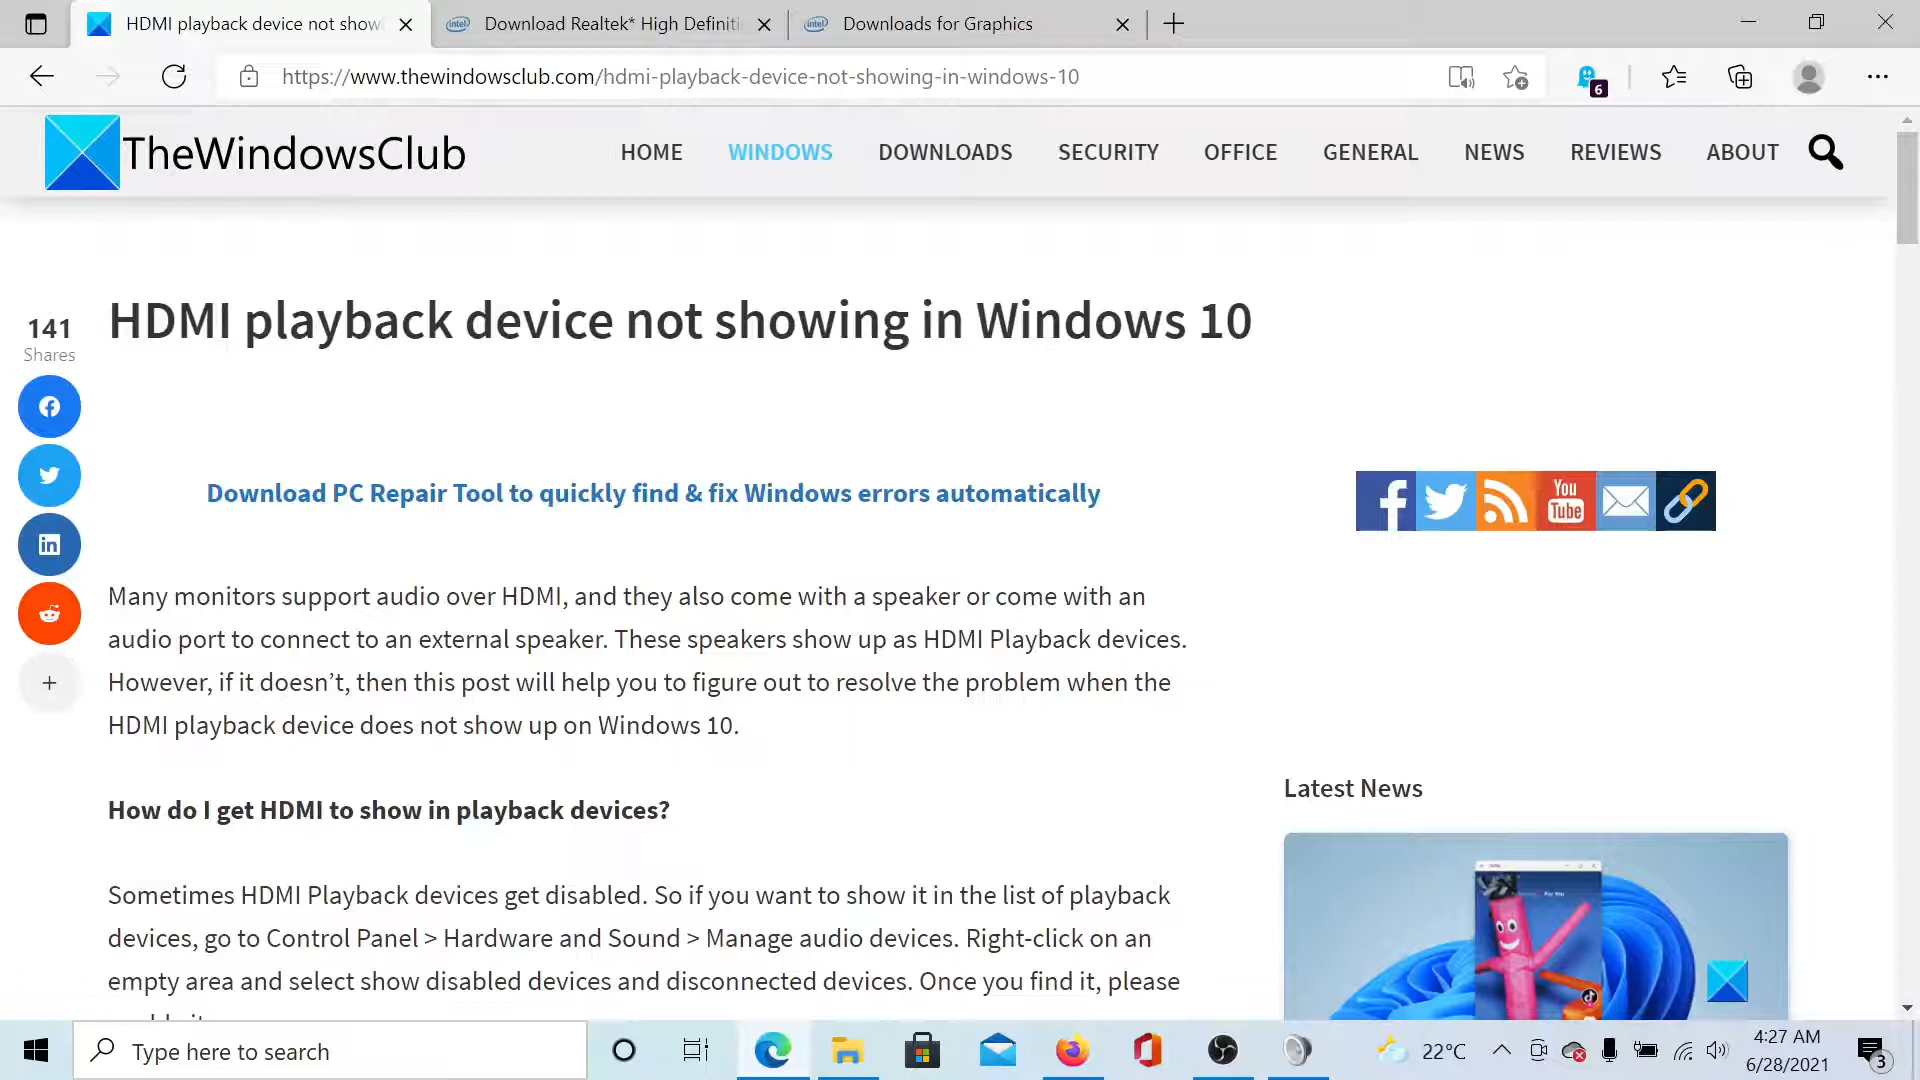 HDMI playback device not show
Download Realtek* High Definiti
Downloads for Graphics
https://www.thewindowsclub.com/hdmi-playback-device-not-showing-in-windows-10
6
TheWindowsClub
HOME WINDOWS DOWNLOADS SECURITY OFFICE GENERAL NEWS REVIEWS ABOUT
HDMI playback device not showing in Windows 10
141
Shares
Download PC Repair Tool to quickly find & fix Windows errors automatically
You
Tube
Many monitors support audio over HDMI, and they also come with a speaker or come with an
audio port to connect to an external speaker. These speakers show up as HDMI Playback devices.
However, if it doesn’t, then this post will help you to figure out to resolve the problem when the
HDMI playback device does not show up on Windows 10.
Latest News
How do I get HDMI to show in playback devices?
Sometimes HDMI Playback devices get disabled. So if you want to show it in the list of playback
devices, go to Control Panel > Hardware and Sound > Manage audio devices. Right-click on an
empty area and select show disabled devices and disconnected devices. Once you find it, please
Type here to search
22°C
4:27 AM
6/28/2021
3